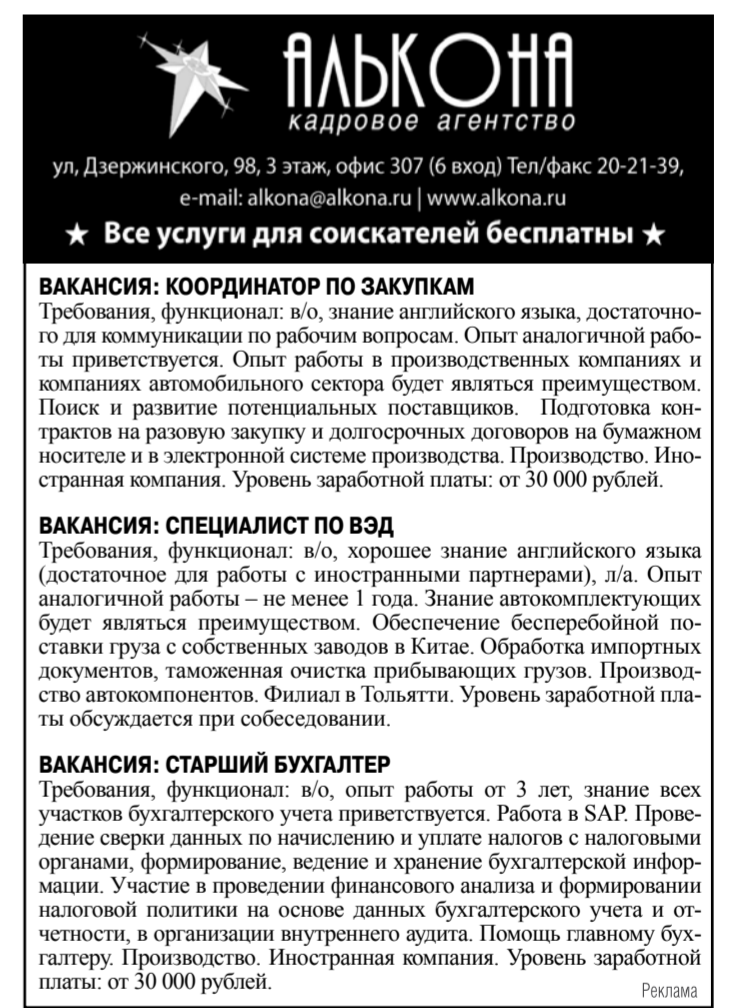 АЛЬКОНА
кадровое агентство
ул, Дзержинского, 98, 3 этаж, офис 307 (6 вход) Тел/факс 20-21-39,
e-mail: alkona@alkona.ru | www.alkona.ru
★ Все услуги для соискателей бесплатны ★
ВАКАНСИЯ: КООРДИНАТОР ПО ЗАКУПКАМ
Требования, функционал: в/о, знание английского языка, достаточно-
го для коммуникации по рабочим вопросам. Опыт аналогичной рабо-
ты приветствуется. Опыт работы в производственных компаниях и
компаниях автомобильного сектора будет являться преимуществом.
Поиск и развитие потенциальных поставщиков. Подготовка кон-
трактов на разовую закупку и долгосрочных договоров на бумажном
носителе и в электронной системе производства. Производство. Ино-
странная компания. Уровень заработной платы: от 30 000 рублей.
ВАКАНСИЯ: СПЕЦИАЛИСТ ПО ВЭД
Требования, функционал: в/о, хорошее знание английского языка
(достаточное для работы с иностранными партнерами), л/а. Опыт
аналогичной работы – не менее 1 года. Знание автокомплектующих
будет являться преимуществом. Обеспечение бесперебойной по-
ставки груза с собственных заводов в Китае. Обработка импортных
документов, таможенная очистка прибывающих грузов. Производ-
ство автокомпонентов. Филиал в Тольятти. Уровень заработной пла-
ты обсуждается при собеседовании.
ВАКАНСИЯ: СТАРШИЙ БУХГАЛТЕР
Требования, функционал: в/о, опыт работы от 3 лет, знание всех
участков бухгалтерского учета приветствуется. Работа в SAP. Прове-
дение сверки данных по начислению и уплате налогов с налоговыми
органами, формирование, ведение и хранение бухгалтерской инфор-
мации. Участие в проведении финансового анализа и формировании
налоговой политики на основе данных бухгалтерского учета и от-
четности, в организации внутреннего аудита. Помощь главному бух-
галтеру. Производство. Иностранная компания. Уровень заработной
платы: от 30 000 рублей.
Реклама